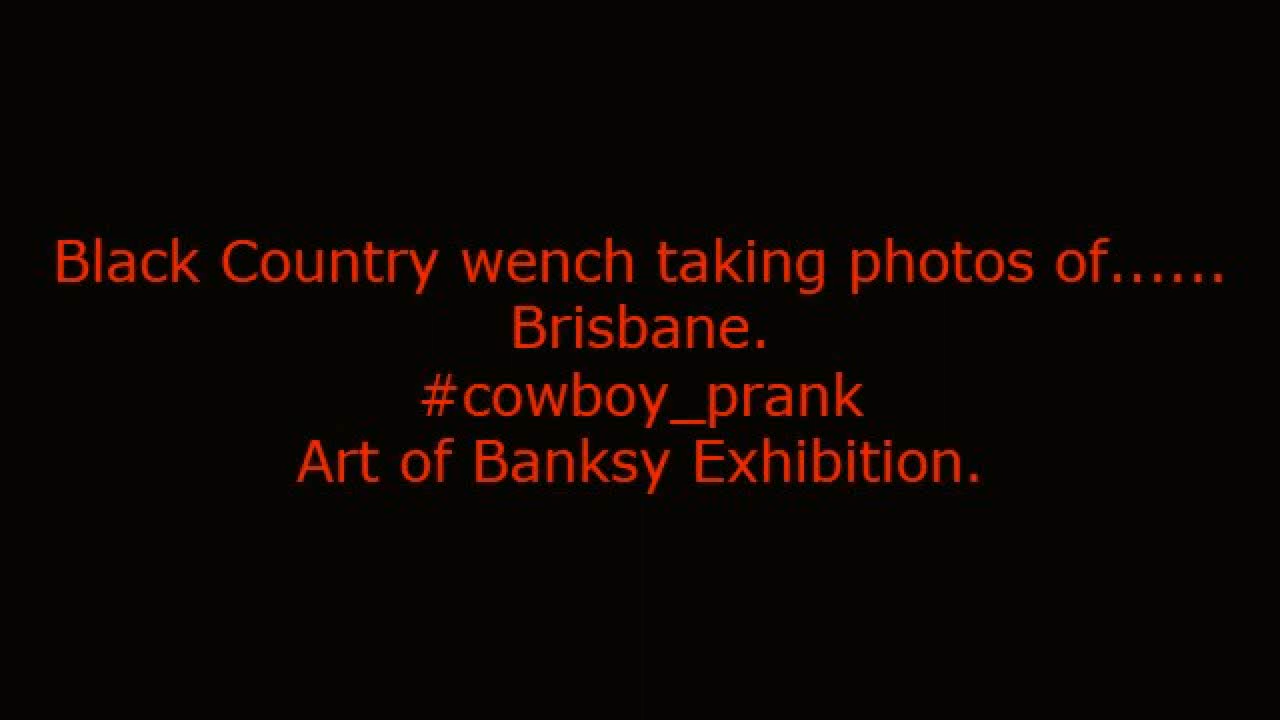 Black Country wench taking photos of......
Brisbane.
#cowboy_prank
Art of Banksy Exhibition.